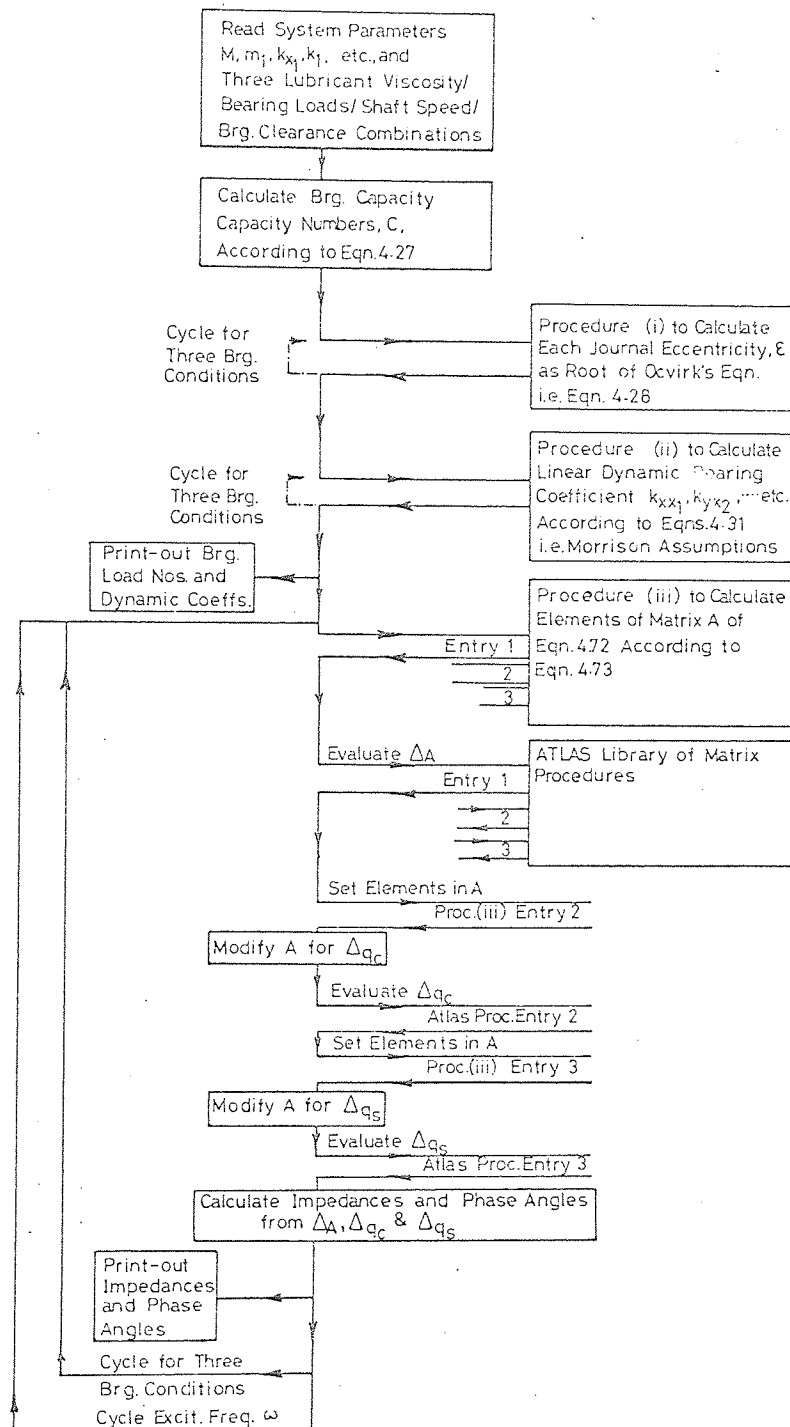 Read System Parameters
M, mᵢ, kₓ₁, k₁, etc., and
Three Lubricant Viscosity/
Bearing Loads/ Shaft Speed/
Brg. Clearance Combinations
Calculate Brg. Capacity
Capacity Numbers, C,
According to Eqn. 4·27
Cycle for
Three Brg.
Conditions
Procedure (i) to Calculate
Each Journal Eccentricity, ε
as Root of Ocvirk's Eqn.
i.e. Eqn. 4·28
Cycle for
Three Brg.
Conditions
Procedure (ii) to Calculate
Linear Dynamic Bearing
Coefficient kxx₁, kyx₂, ... etc.
According to Eqns. 4·31
i.e. Morrison Assumptions
Print-out Brg.
Load Nos. and
Dynamic Coeffs.
Procedure (iii) to Calculate
Elements of Matrix A of
Eqn. 4·72 According to
Eqn. 4·73
Entry 1
2
3
Evaluate ΔA
ATLAS Library of Matrix
Procedures
Entry 1
2
3
Set Elements in A
Proc.(iii) Entry 2
Modify A for Δqc
Evaluate Δqc
Atlas Proc. Entry 2
Set Elements in A
Proc.(iii) Entry 3
Modify A for Δqs
Evaluate Δqs
Atlas Proc. Entry 3
Calculate Impedances and Phase Angles
from ΔA, Δqc & Δqs
Print-out
Impedances
and Phase
Angles
Cycle for Three
Brg. Conditions
Cycle Excit. Freq. ω